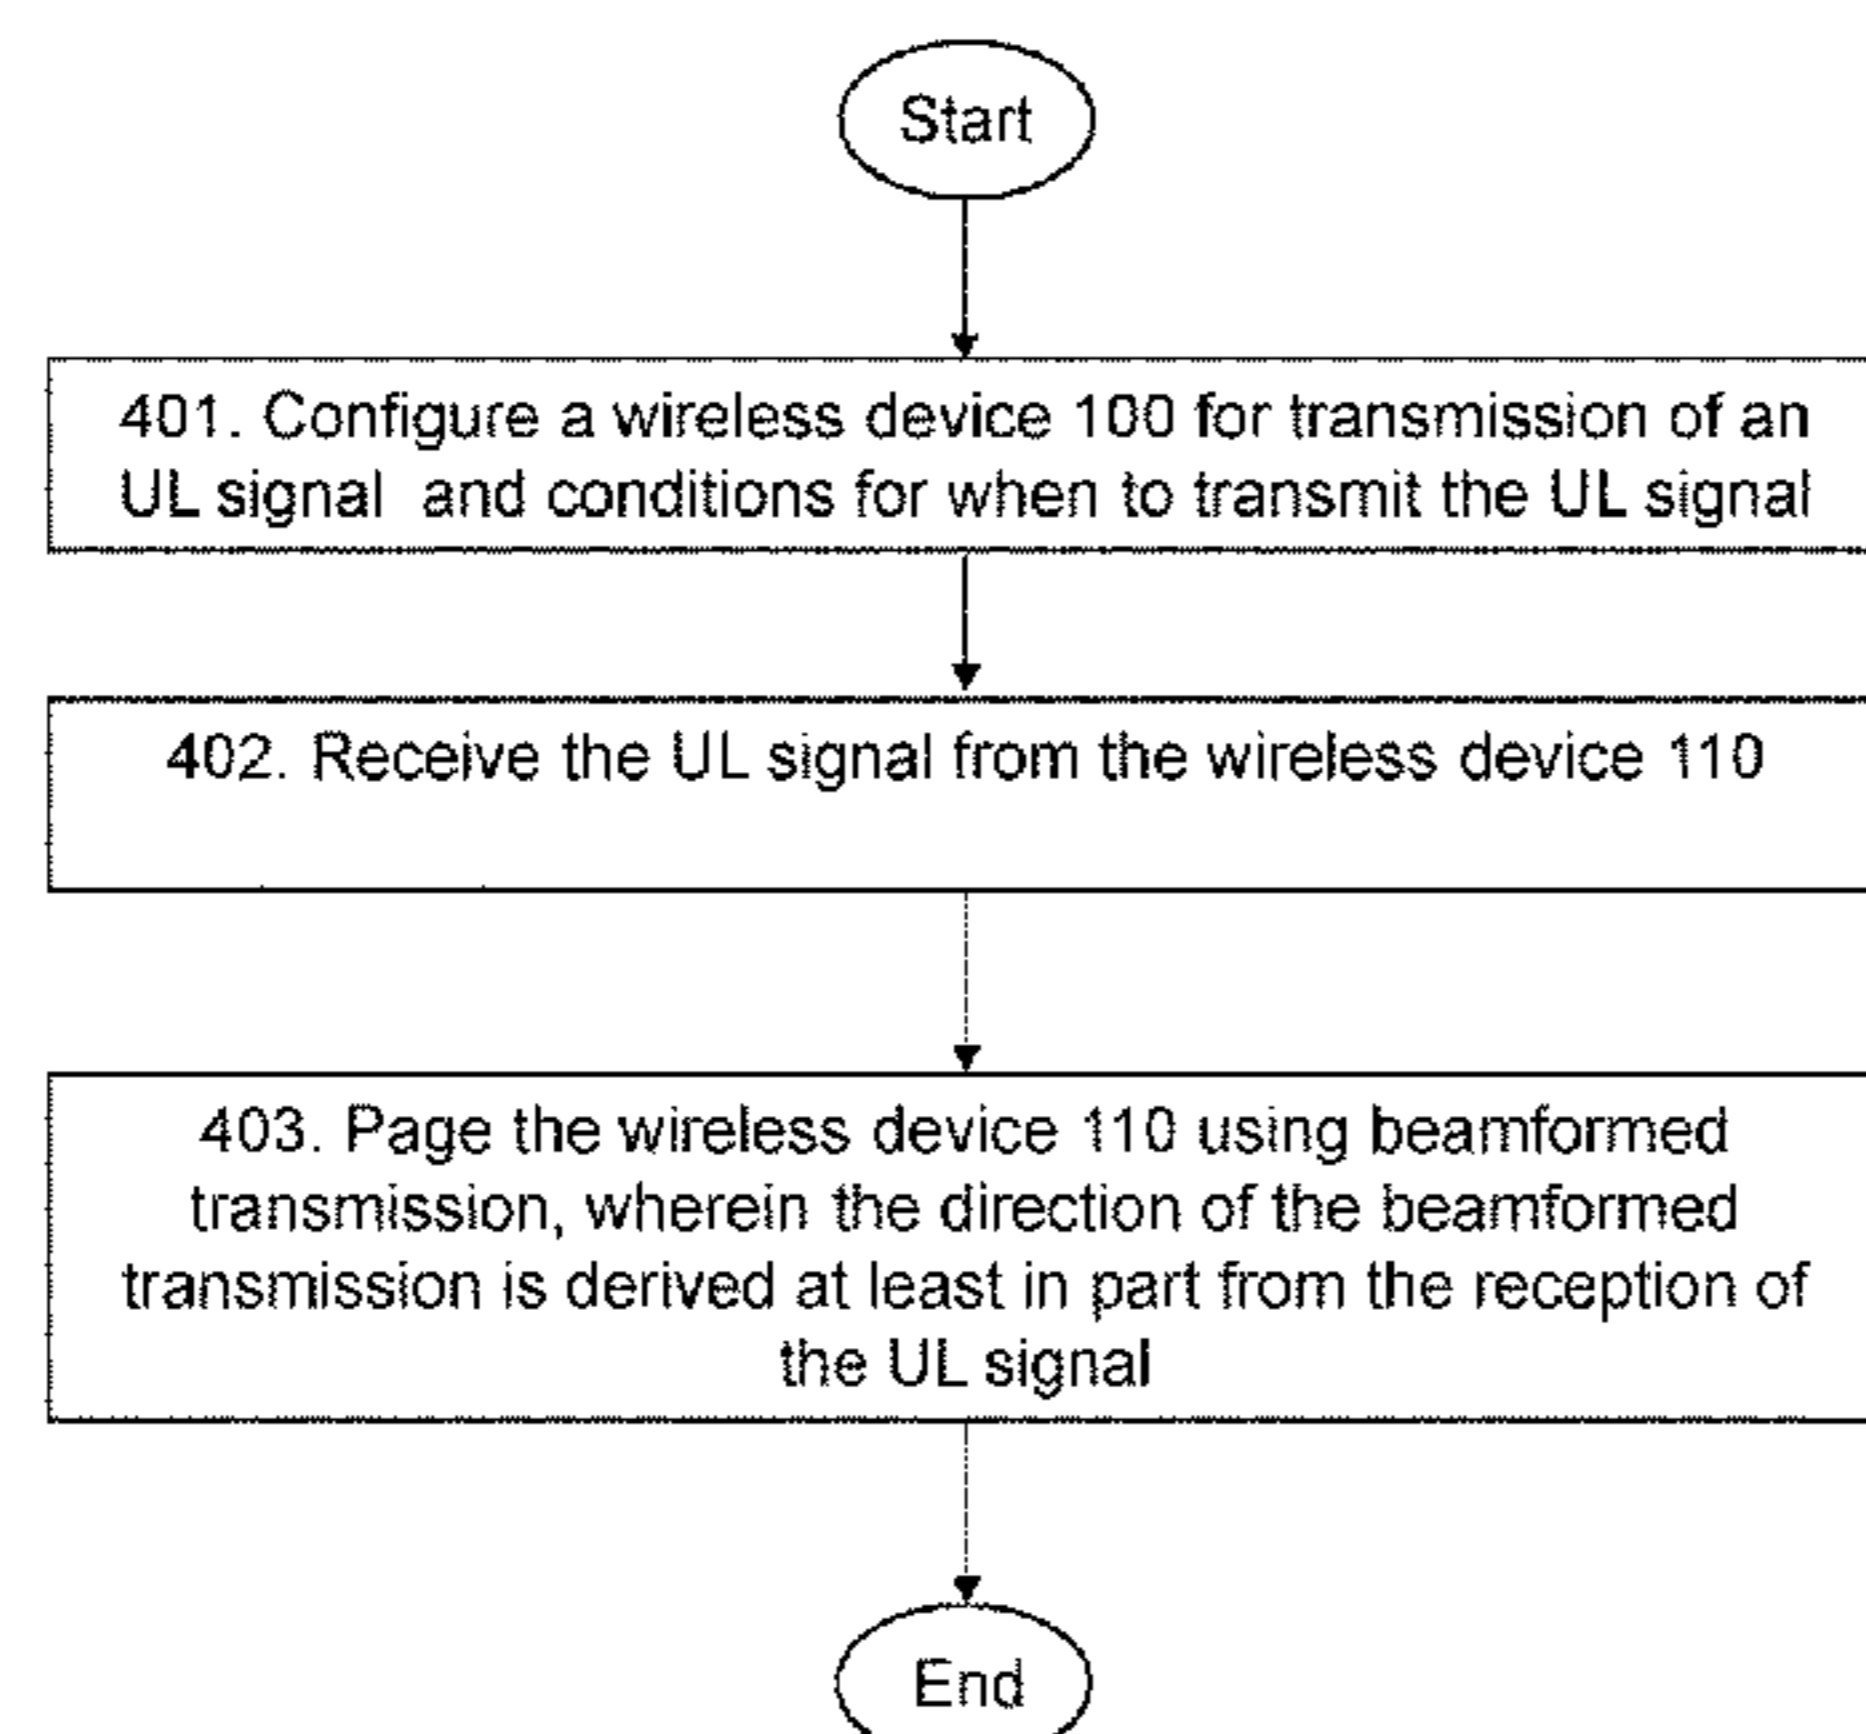 Start
401. Configure a wireless device 100 for transmission of an
UL signal and conditions for when to transmit the UL signal
402. Receive the UL signal from the wireless device 110
403. Page the wireless device 110 using beamformed
transmission, wherein the direction of the beamformed
transmission is derived at least in part from the reception of
the UL signal
End